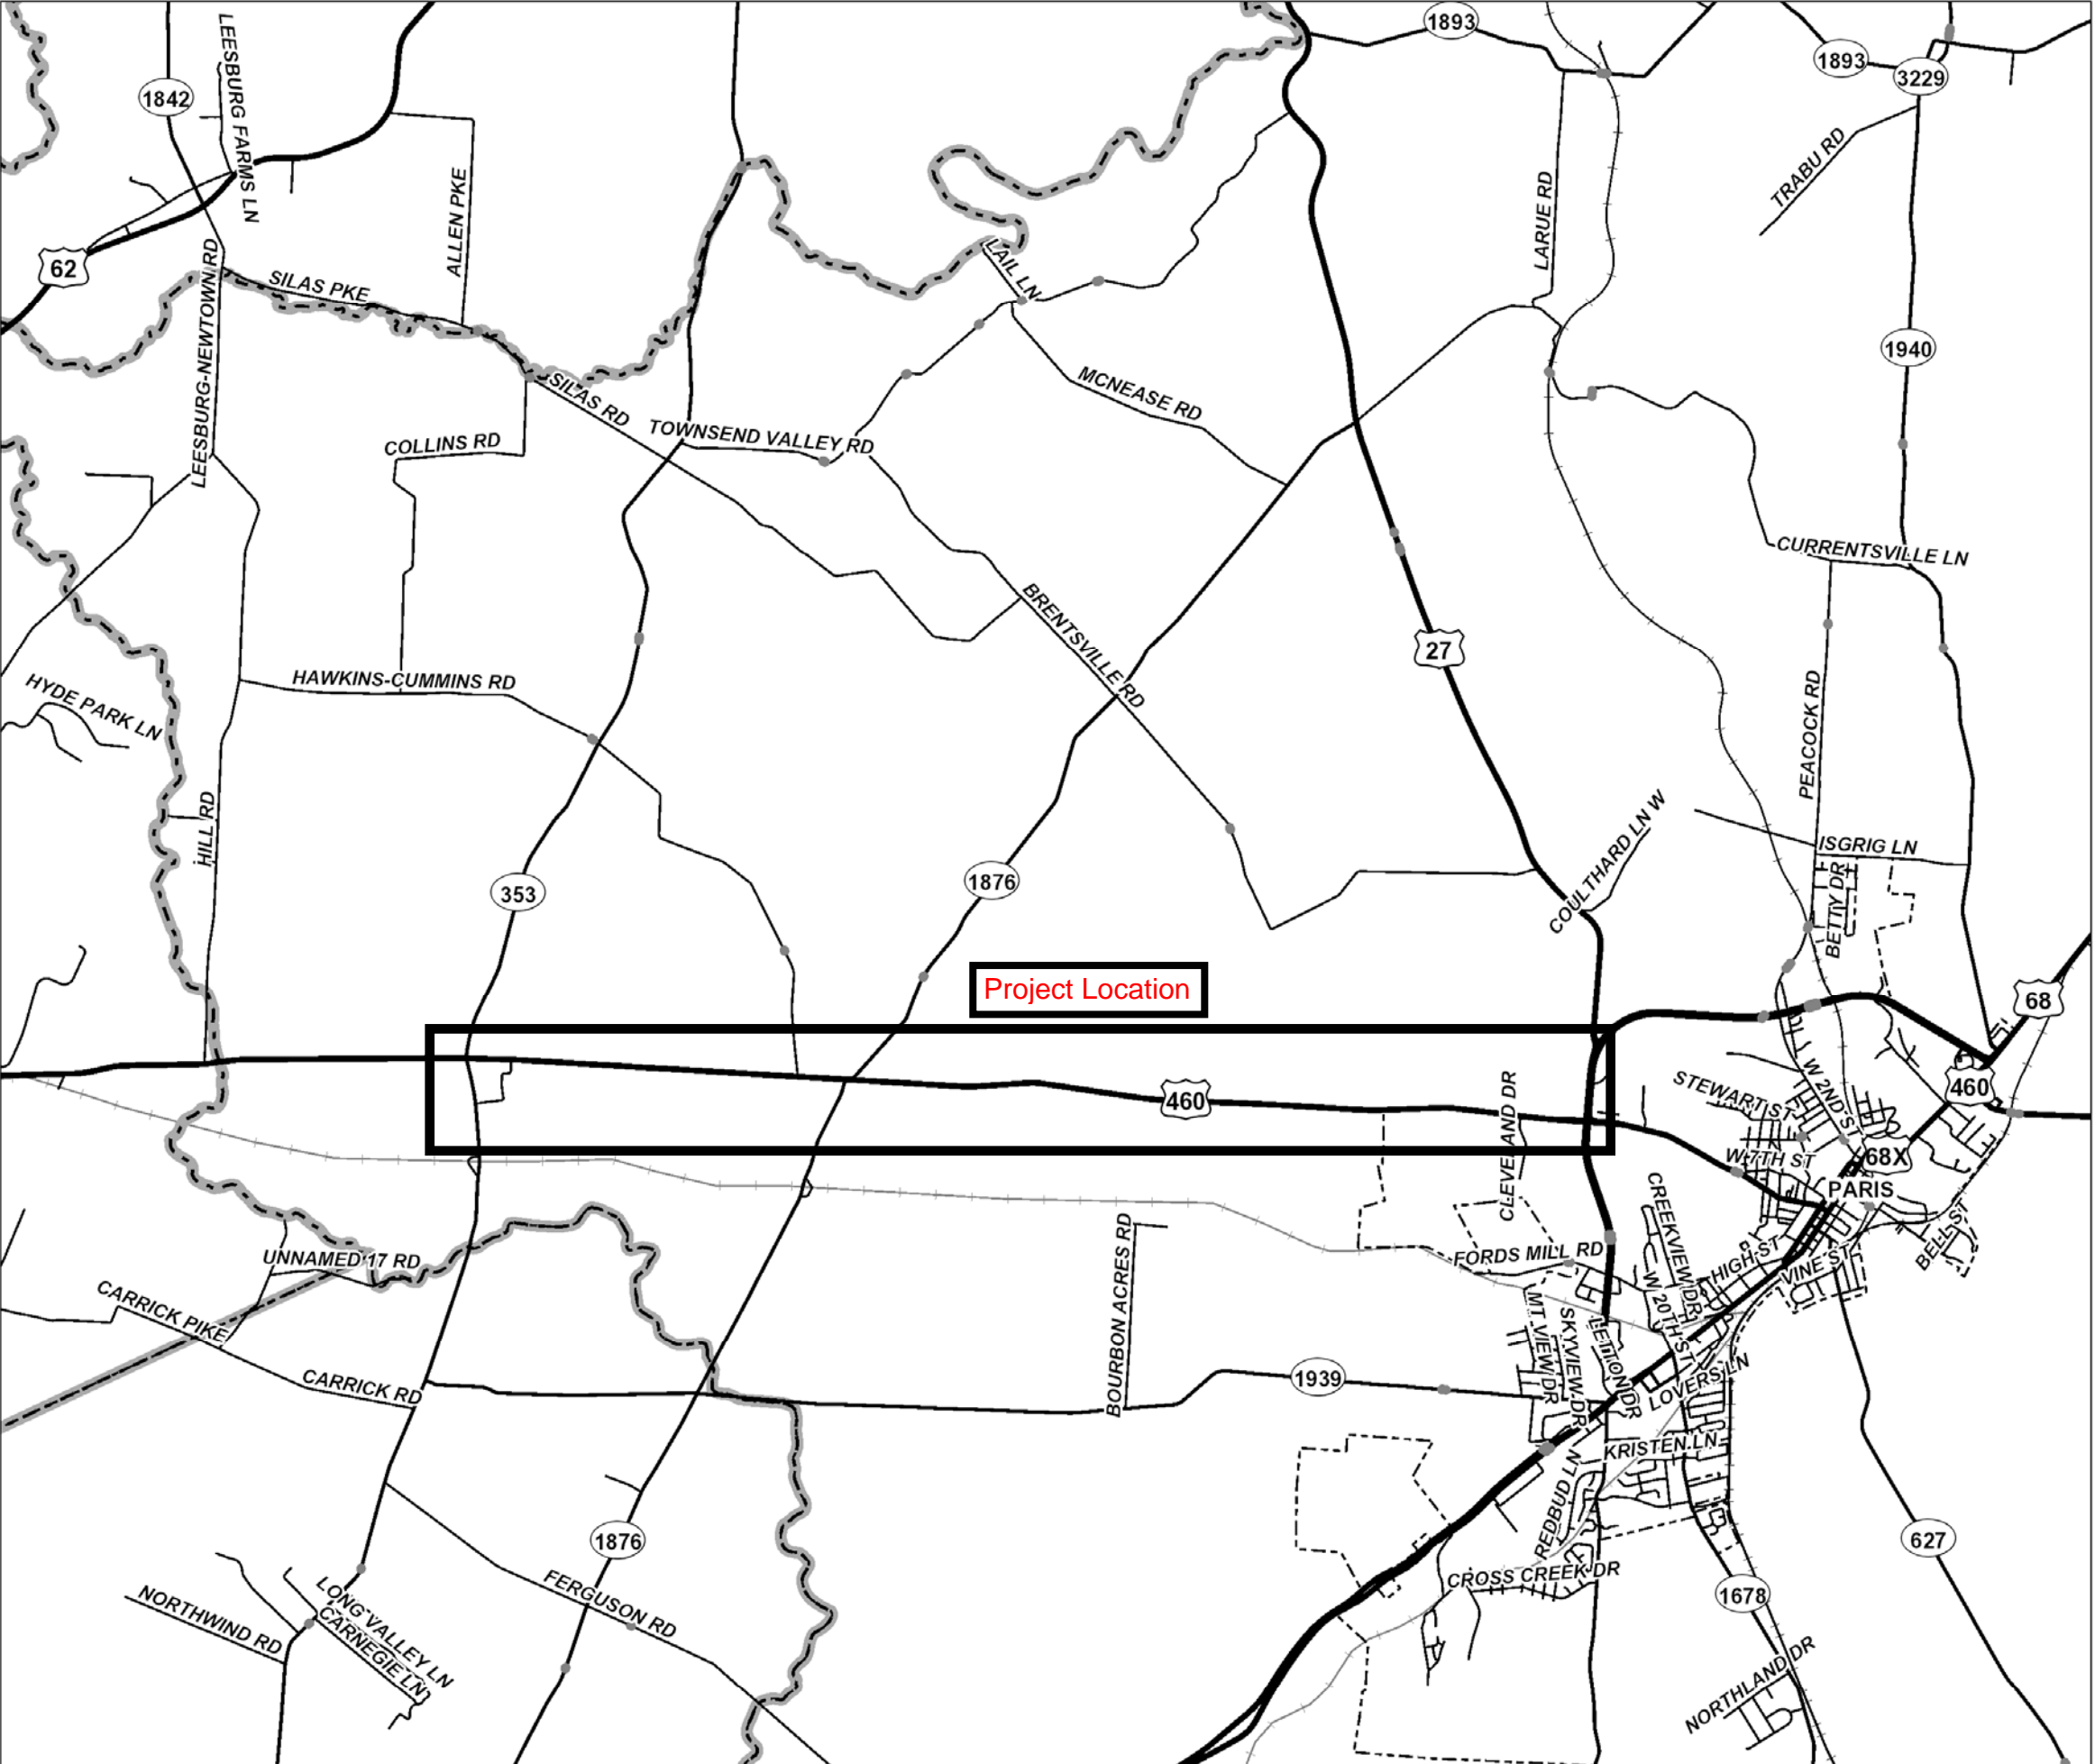 1893
1893
3229
1842
LEESBURG FARMS LN
TRABU RD
ALLEN PKE
LARUE RD
62
LEESBURG-NEWTOWN RD
SILAS PKE
LAIL LN
1940
SILAS RD
MCNEASE RD
TOWNSEND VALLEY RD
COLLINS RD
CURRENTSVILLE LN
BRENTSVILLE RD
27
HAWKINS-CUMMINS RD
HYDE PARK LN
PEACOCK RD
HILL RD
COULTHARD LN W
ISGRIG LN
353
1876
BETTY DR
Project Location
68
460
STEWART ST
W 2ND ST
460
CLEVELAND DR
W 7TH ST
68X
PARIS
CREEKVIEW DR
BELL ST
UNNAMED 17 RD
FORDS MILL RD
HIGH ST
VINE ST
CARRICK PIKE
BOURBON ACRES RD
MT VIEW DR
SKYVIEW DR
LETTON DR
W 20TH ST
LOVERS LN
CARRICK RD
1939
KRISTEN LN
REDBUD LN
1876
627
FERGUSON RD
CROSS CREEK DR
1678
NORTHWIND RD
LONG VALLEY LN
CARNEGIE LN
NORTHLAND DR